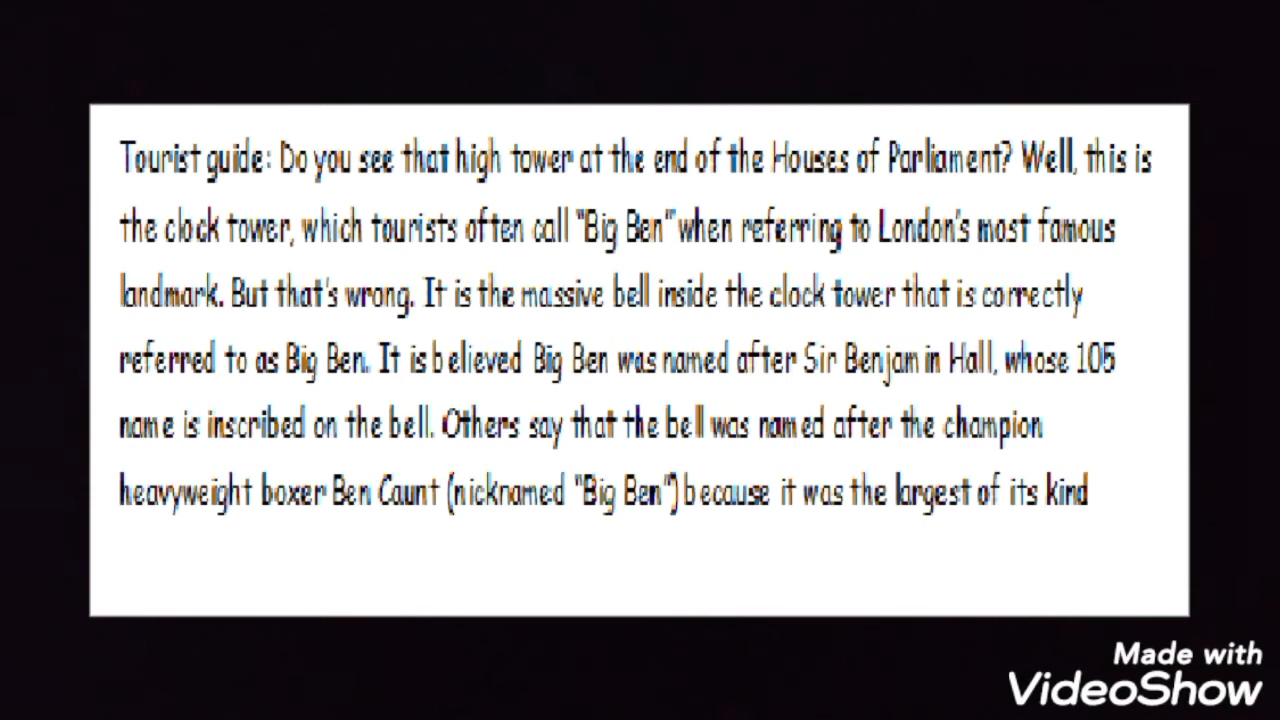 Tourist guide: Do you see that high tower at the end of the Houses of Parliament? Well, this is
the clock tower, which tourists often call "Big Ben" when referring to London's most famous
landmark. But that's wrong. It is the massive bell inside the clock tower that is correctly
referred to as Big Ben. It is believed Big Ben was named after Sir Benjamin Hall, whose 105
name is inscribed on the bell. Others say that the bell was named after the champion
heavyweight boxer Ben Caunt (nicknamed "Big Ben") because it was the largest of its kind
Made with
VideoShow